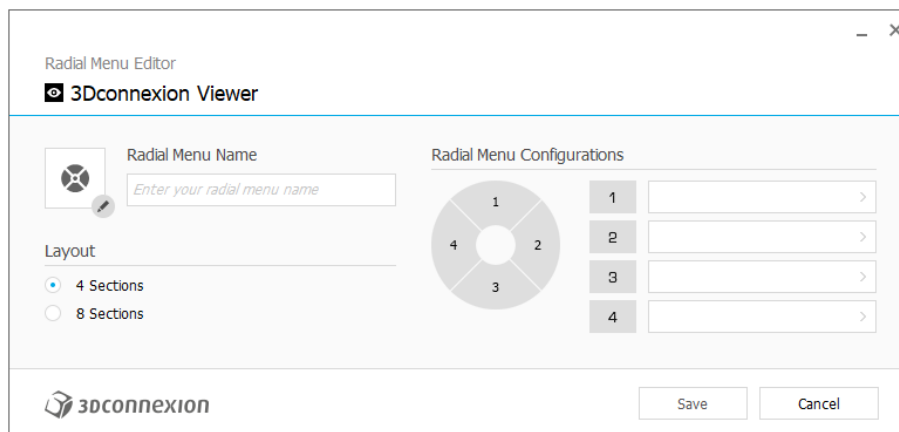 Radial Menu Editor
3Dconnexion Viewer
Radial Menu Name
Enter your radial menu name
Layout
4 Sections
8 Sections
Radial Menu Configurations
1
4 2
3
1
2
3
4
3Dconnexion
Save Cancel